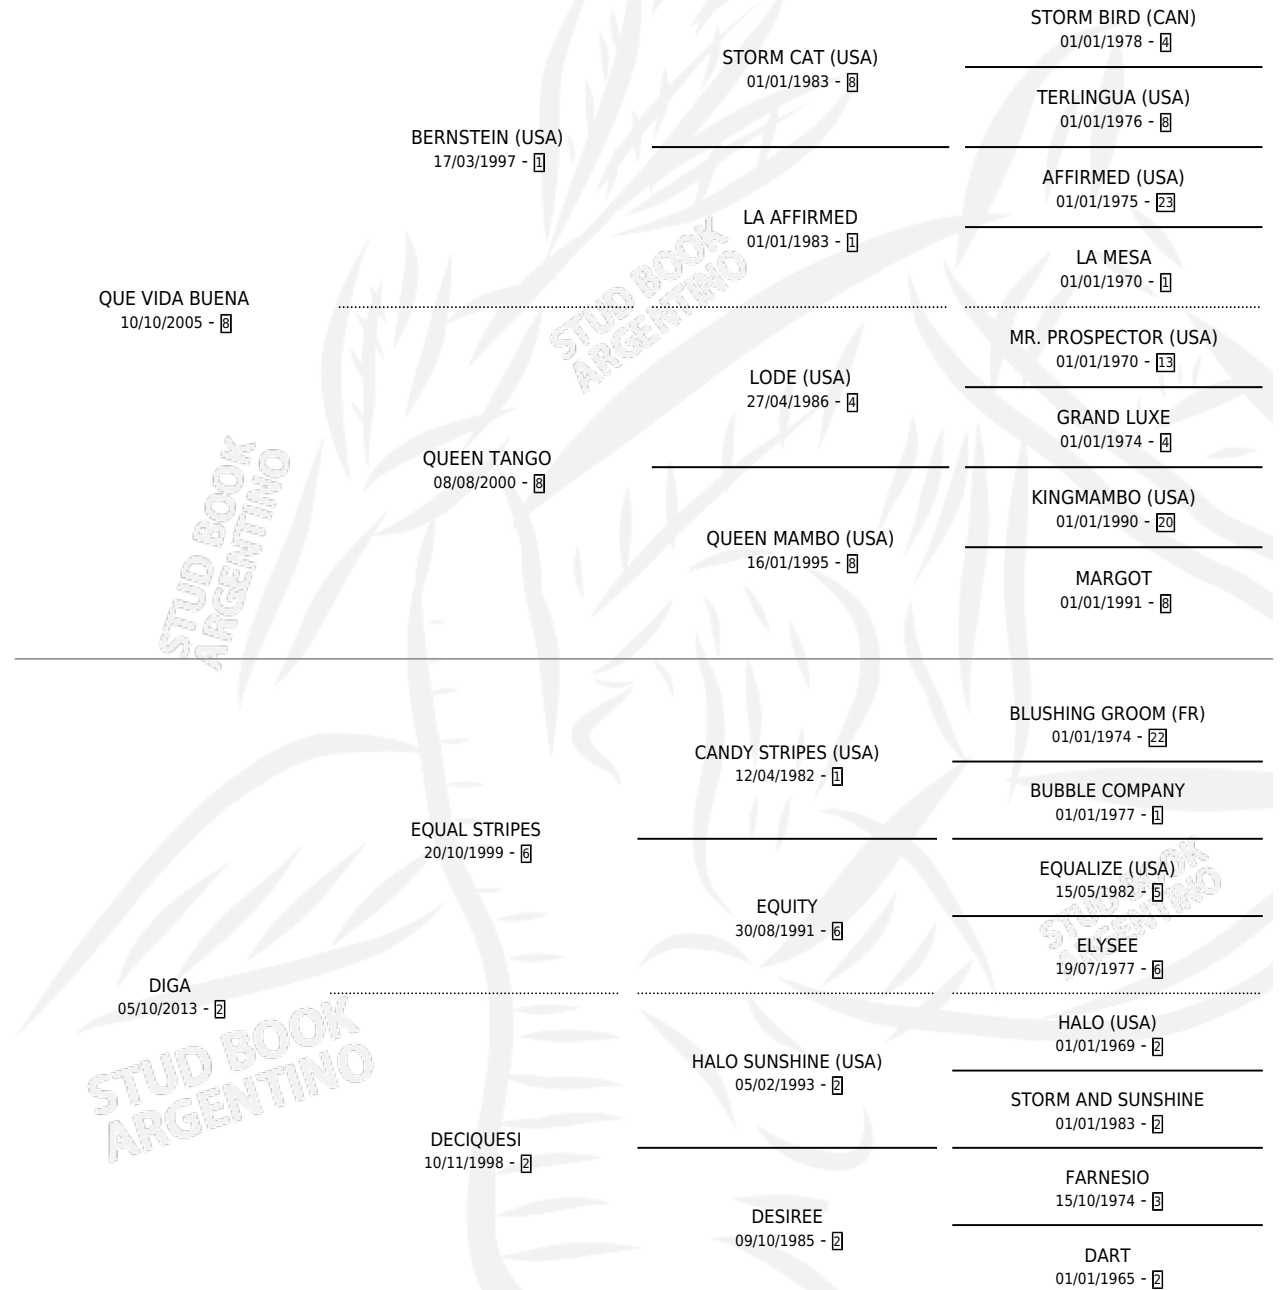 STORM BIRD (CAN)
01/01/1978 - 4
STORM CAT (USA)
01/01/1983 - 8
TERLINGUA (USA)
01/01/1976 - 8
BERNSTEIN (USA)
17/03/1997 - 1
AFFIRMED (USA)
01/01/1975 - 23
LA AFFIRMED
01/01/1983 - 1
LA MESA
01/01/1970 - 1
QUE VIDA BUENA
10/10/2005 - 8
MR. PROSPECTOR (USA)
01/01/1970 - 13
LODE (USA)
27/04/1986 - 4
GRAND LUXE
01/01/1974 - 4
QUEEN TANGO
08/08/2000 - 8
KINGMAMBO (USA)
01/01/1990 - 20
QUEEN MAMBO (USA)
16/01/1995 - 8
MARGOT
01/01/1991 - 8
BLUSHING GROOM (FR)
01/01/1974 - 22
CANDY STRIPES (USA)
12/04/1982 - 1
BUBBLE COMPANY
01/01/1977 - 1
EQUAL STRIPES
20/10/1999 - 6
EQUALIZE (USA)
15/05/1982 - 5
EQUITY
30/08/1991 - 6
ELYSEE
19/07/1977 - 6
DIGA
05/10/2013 - 2
HALO (USA)
01/01/1969 - 2
HALO SUNSHINE (USA)
05/02/1993 - 2
STORM AND SUNSHINE
01/01/1983 - 2
DECIQUESI
10/11/1998 - 2
FARNESIO
15/10/1974 - 3
DESIREE
09/10/1985 - 2
DART
01/01/1965 - 2
STUD BOOK
ARGENTINO
STUD BOOK
ARGENTINO
STUD BOOK
ARGENTINO
STUD BOOK
ARGENTINO